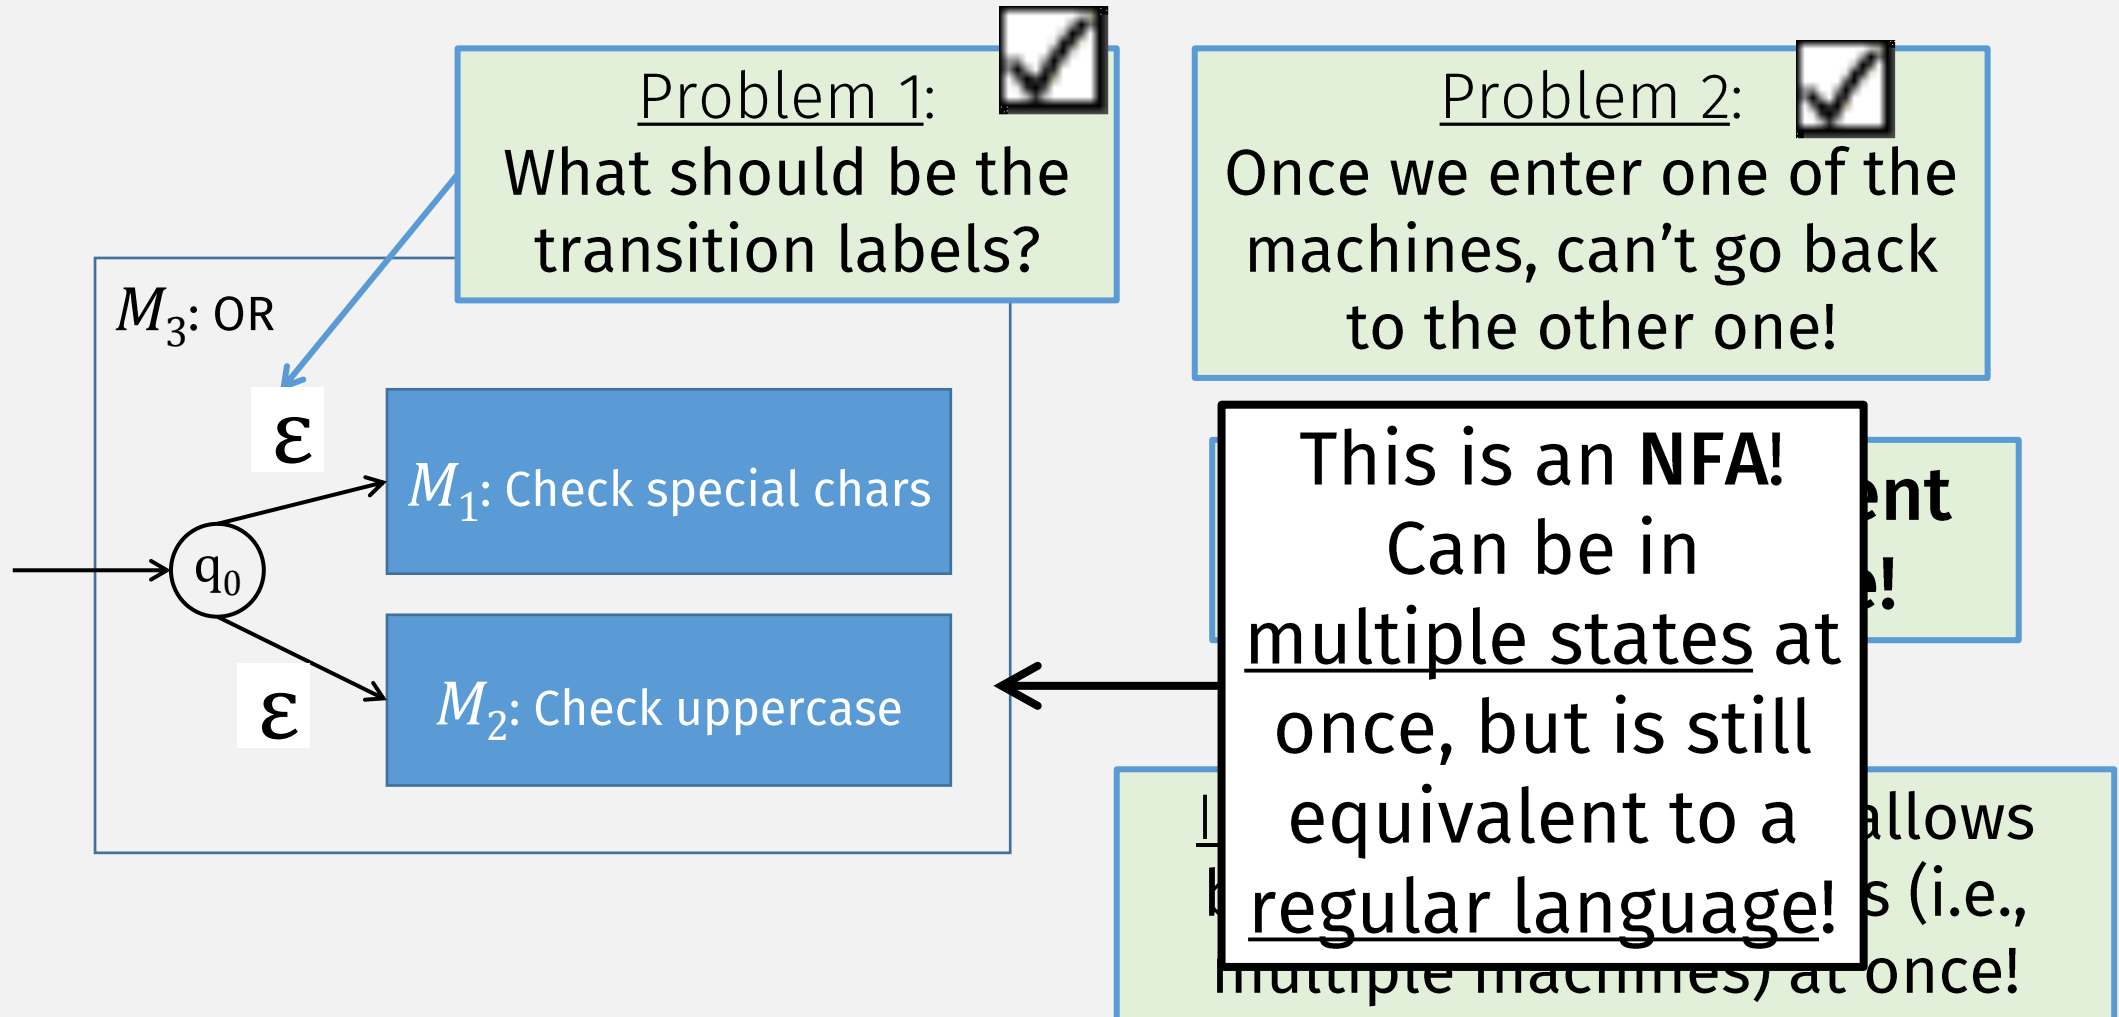 Problem 1:
What should be the
transition labels?
Problem 2:
Once we enter one of the
machines, can’t go back
to the other one!
M3: OR
ε
M1: Check special chars
q0
ε
M2: Check uppercase
This is an NFA!
Can be in
multiple states at
once, but is still
equivalent to a
regular language!
allows
(i.e.,
multiple machines) at once!